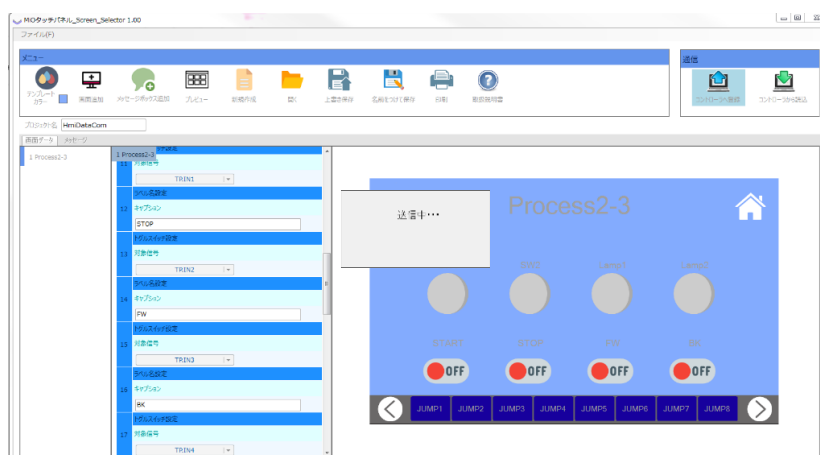 MiOタッチパネル_Screen_Selector 1.00
ファイル(F)
メニュー
送信
テンプレート
カラー
画面追加
メッセージボックス追加
プレビュー
新規作成
開く
上書き保存
名前をつけて保存
印刷
取扱説明書
コントローラへ登録
コントローラから読込
プロジェクト名 HmiDataCom
画面データ メッセージ
1 Process2-3
1 Process2-3
11 対象信号
TRIN1
ラベル名設定
12 キャプション
STOP
トグルスイッチ設定
13 対象信号
TRIN2
ラベル名設定
14 キャプション
FW
トグルスイッチ設定
15 対象信号
TRIN3
ラベル名設定
16 キャプション
BK
トグルスイッチ設定
17 対象信号
TRIN4
送信中・・・
Process2-3
START STOP FW BK
OFF OFF OFF OFF
JUMP1 JUMP2 JUMP3 JUMP4 JUMP5 JUMP6 JUMP7 JUMP8